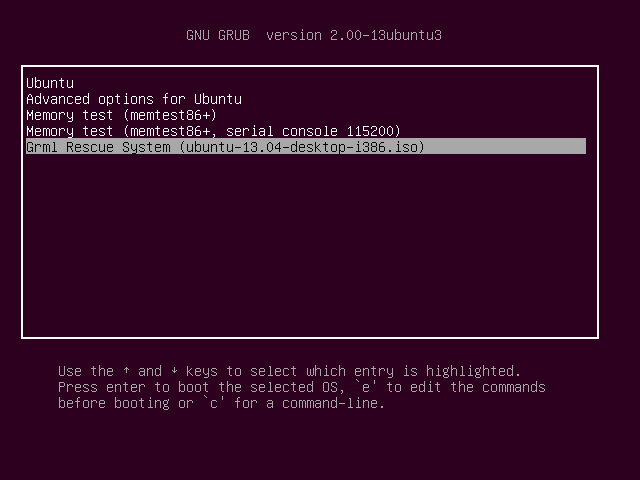 GNU GRUB  version 2.00-13ubuntu3
Ubuntu
Advanced options for Ubuntu
Memory test (memtest86+)
Memory test (memtest86+, serial console 115200)
Grml Rescue System (ubuntu-13.04-desktop-i386.iso)
Use the ↑ and ↓ keys to select which entry is highlighted.
Press enter to boot the selected OS, `e' to edit the commands
before booting or `c' for a command-line.